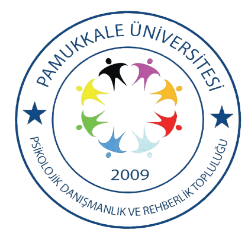 PAMUKKALE ÜNİVERSİTESİ
2009
PSİKOLOJİK DANIŞMANLIK VE REHBERLİK TOPLULUĞU